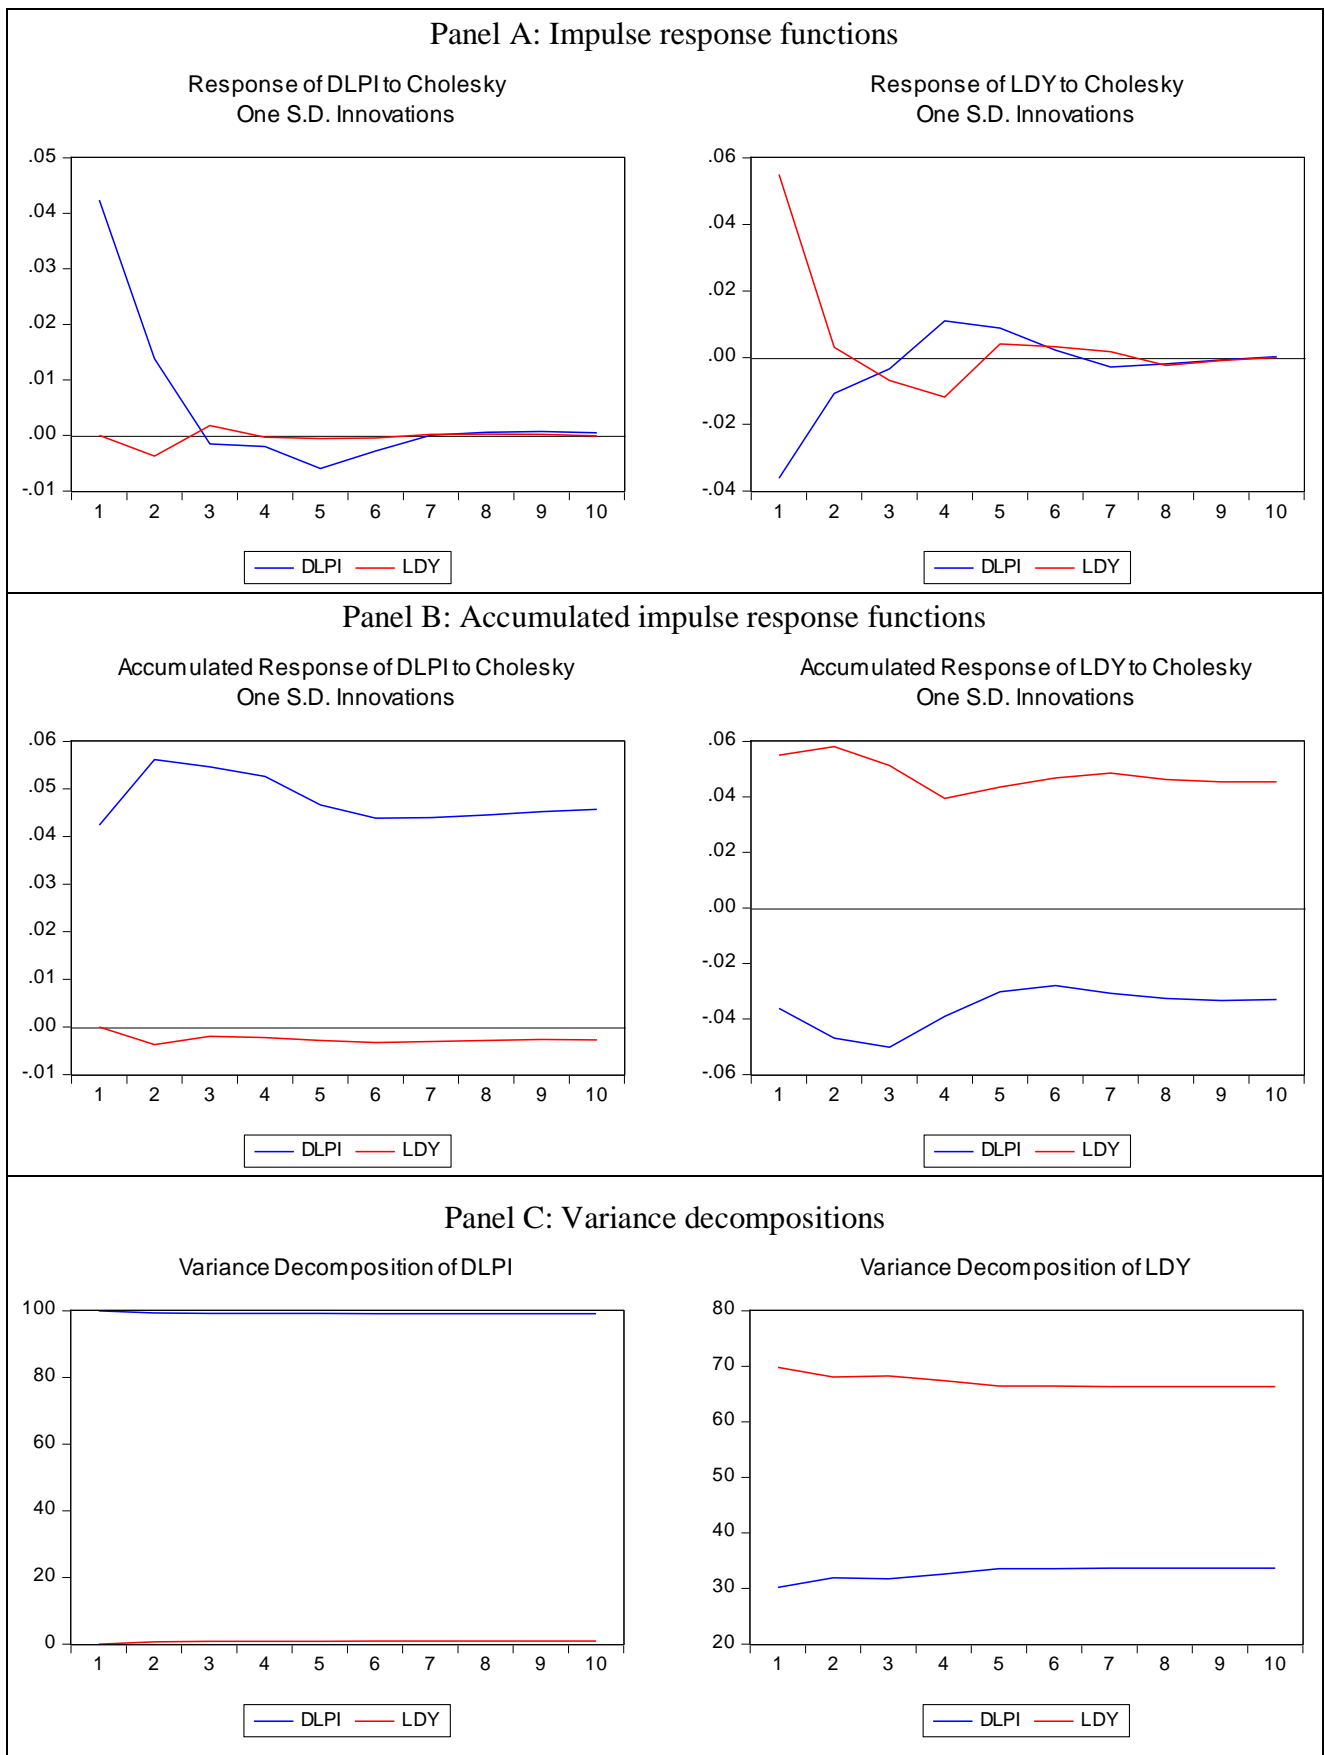 Panel A: Impulse response functions
Response of DLPI to Cholesky
One S.D. Innovations
.05
.04
.03
.02
.01
.00
-.01
1 2 3 4 5 6 7 8 9 10
DLPI LDY
Response of LDY to Cholesky
One S.D. Innovations
.06
.04
.02
.00
-.02
-.04
1 2 3 4 5 6 7 8 9 10
DLPI LDY
Panel B: Accumulated impulse response functions
Accumulated Response of DLPI to Cholesky
One S.D. Innovations
.06
.05
.04
.03
.02
.01
.00
-.01
1 2 3 4 5 6 7 8 9 10
DLPI LDY
Accumulated Response of LDY to Cholesky
One S.D. Innovations
.06
.04
.02
.00
-.02
-.04
-.06
1 2 3 4 5 6 7 8 9 10
DLPI LDY
Panel C: Variance decompositions
Variance Decomposition of DLPI
100
80
60
40
20
0
1 2 3 4 5 6 7 8 9 10
DLPI LDY
Variance Decomposition of LDY
80
70
60
50
40
30
20
1 2 3 4 5 6 7 8 9 10
DLPI LDY